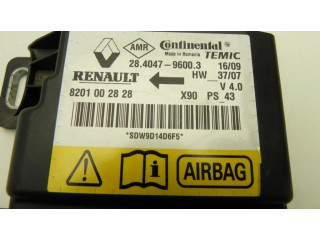 AMR Continental
Made in Romania TEMIC
28.4047-9600.3 16/09
RENAULT HW_37/07
V 4.0
8201 00 28 28 X90 PS_43
*SDW9D14D6F5*
AIRBAG